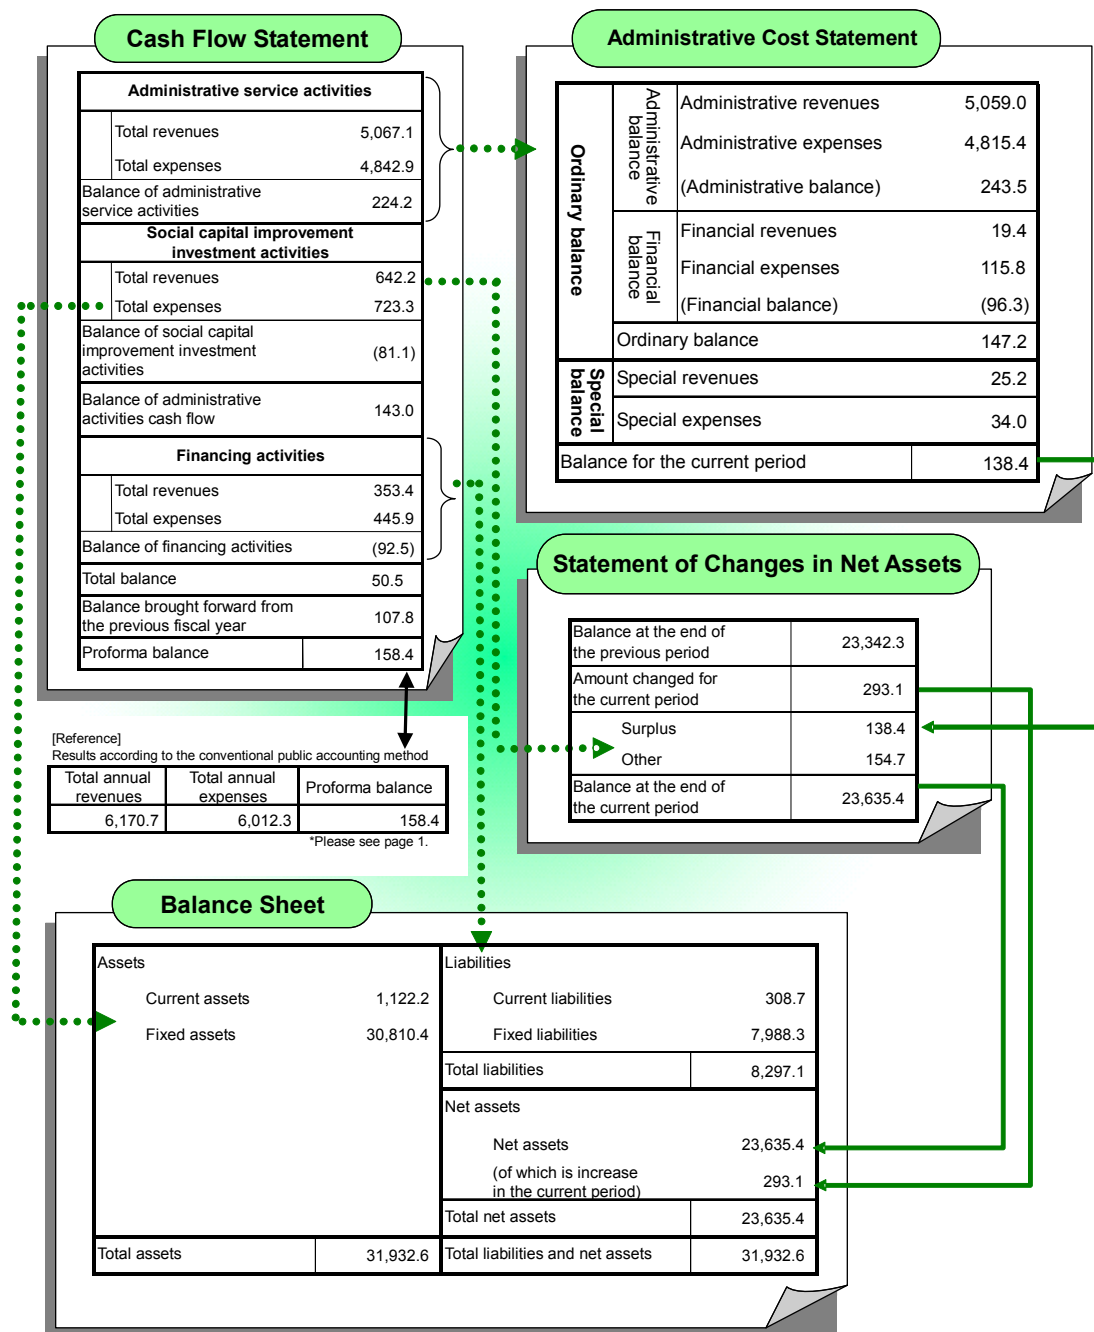 Cash Flow Statement
Administrative service activities
Total revenues 5,067.1
Total expenses 4,842.9
Balance of administrative
service activities 224.2
Social capital improvement
investment activities
Total revenues 642.2
Total expenses 723.3
Balance of social capital
improvement investment
activities (81.1)
Balance of administrative
activities cash flow 143.0
Financing activities
Total revenues 353.4
Total expenses 445.9
Balance of financing activities (92.5)
Total balance 50.5
Balance brought forward from
the previous fiscal year 107.8
Proforma balance 158.4
[Reference]
Results according to the conventional public accounting method
Total annual revenues Total annual expenses Proforma balance
6,170.7 6,012.3 158.4
*Please see page 1.
Administrative Cost Statement
Ordinary balance
Administrative balance
Administrative revenues 5,059.0
Administrative expenses 4,815.4
(Administrative balance) 243.5
Financial balance
Financial revenues 19.4
Financial expenses 115.8
(Financial balance) (96.3)
Ordinary balance 147.2
Special balance
Special revenues 25.2
Special expenses 34.0
Balance for the current period 138.4
Statement of Changes in Net Assets
Balance at the end of
the previous period 23,342.3
Amount changed for
the current period 293.1
Surplus 138.4
Other 154.7
Balance at the end of
the current period 23,635.4
Balance Sheet
Assets
Current assets 1,122.2
Fixed assets 30,810.4
Total assets 31,932.6
Liabilities
Current liabilities 308.7
Fixed liabilities 7,988.3
Total liabilities 8,297.1
Net assets
Net assets 23,635.4
(of which is increase
in the current period) 293.1
Total net assets 23,635.4
Total liabilities and net assets 31,932.6